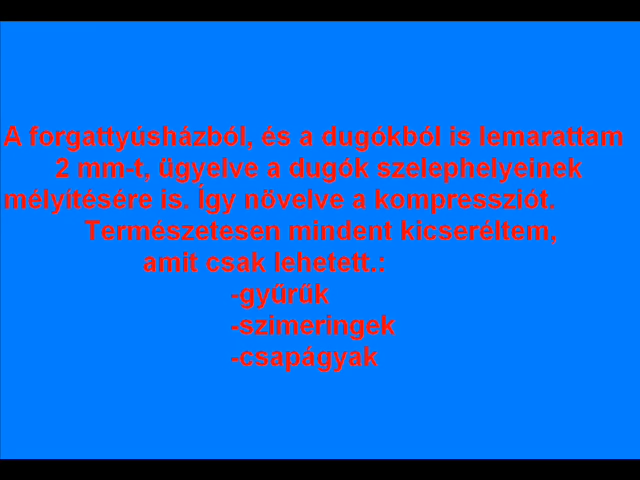 A forgattyúsházból, és a dugókból is lemarattam
2 mm-t, ügyelve a dugók szelephelyeinek
mélyítésére is. Így növelve a kompressziót.
Természetesen mindent kicseréltem,
amit csak lehetett.:
-gyűrűk
-szimeringek
-csapágyak